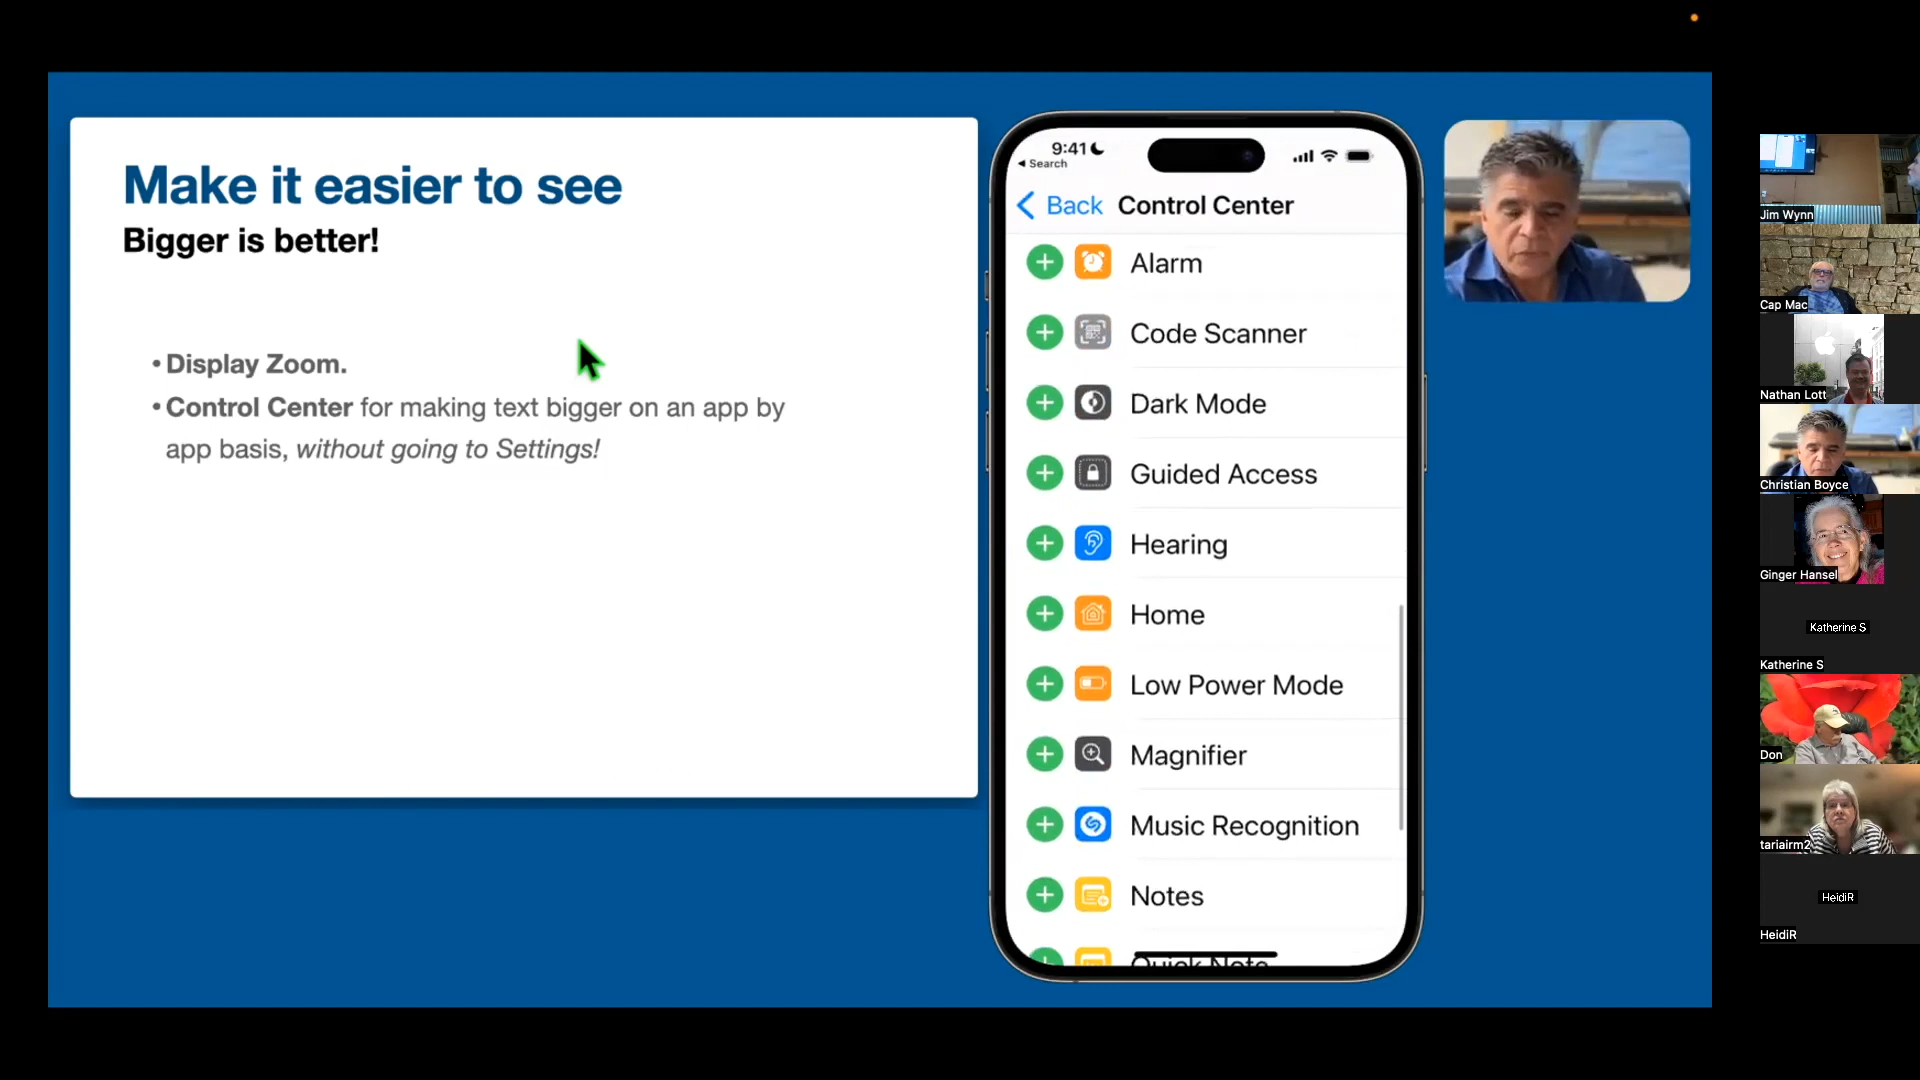 Make it easier to see
Bigger is better!
• Display Zoom.
• Control Center for making text bigger on an app by
app basis, without going to Settings!
9:41
◂ Search
Back Control Center
Alarm
Code Scanner
Dark Mode
Guided Access
Hearing
Home
Low Power Mode
Magnifier
Music Recognition
Notes
Quick Note
Jim Wynn
Cap Mac
Nathan Lott
Christian Boyce
Ginger Hansel
Katherine S
Katherine S
Don
tariairm2
HeidiR
HeidiR